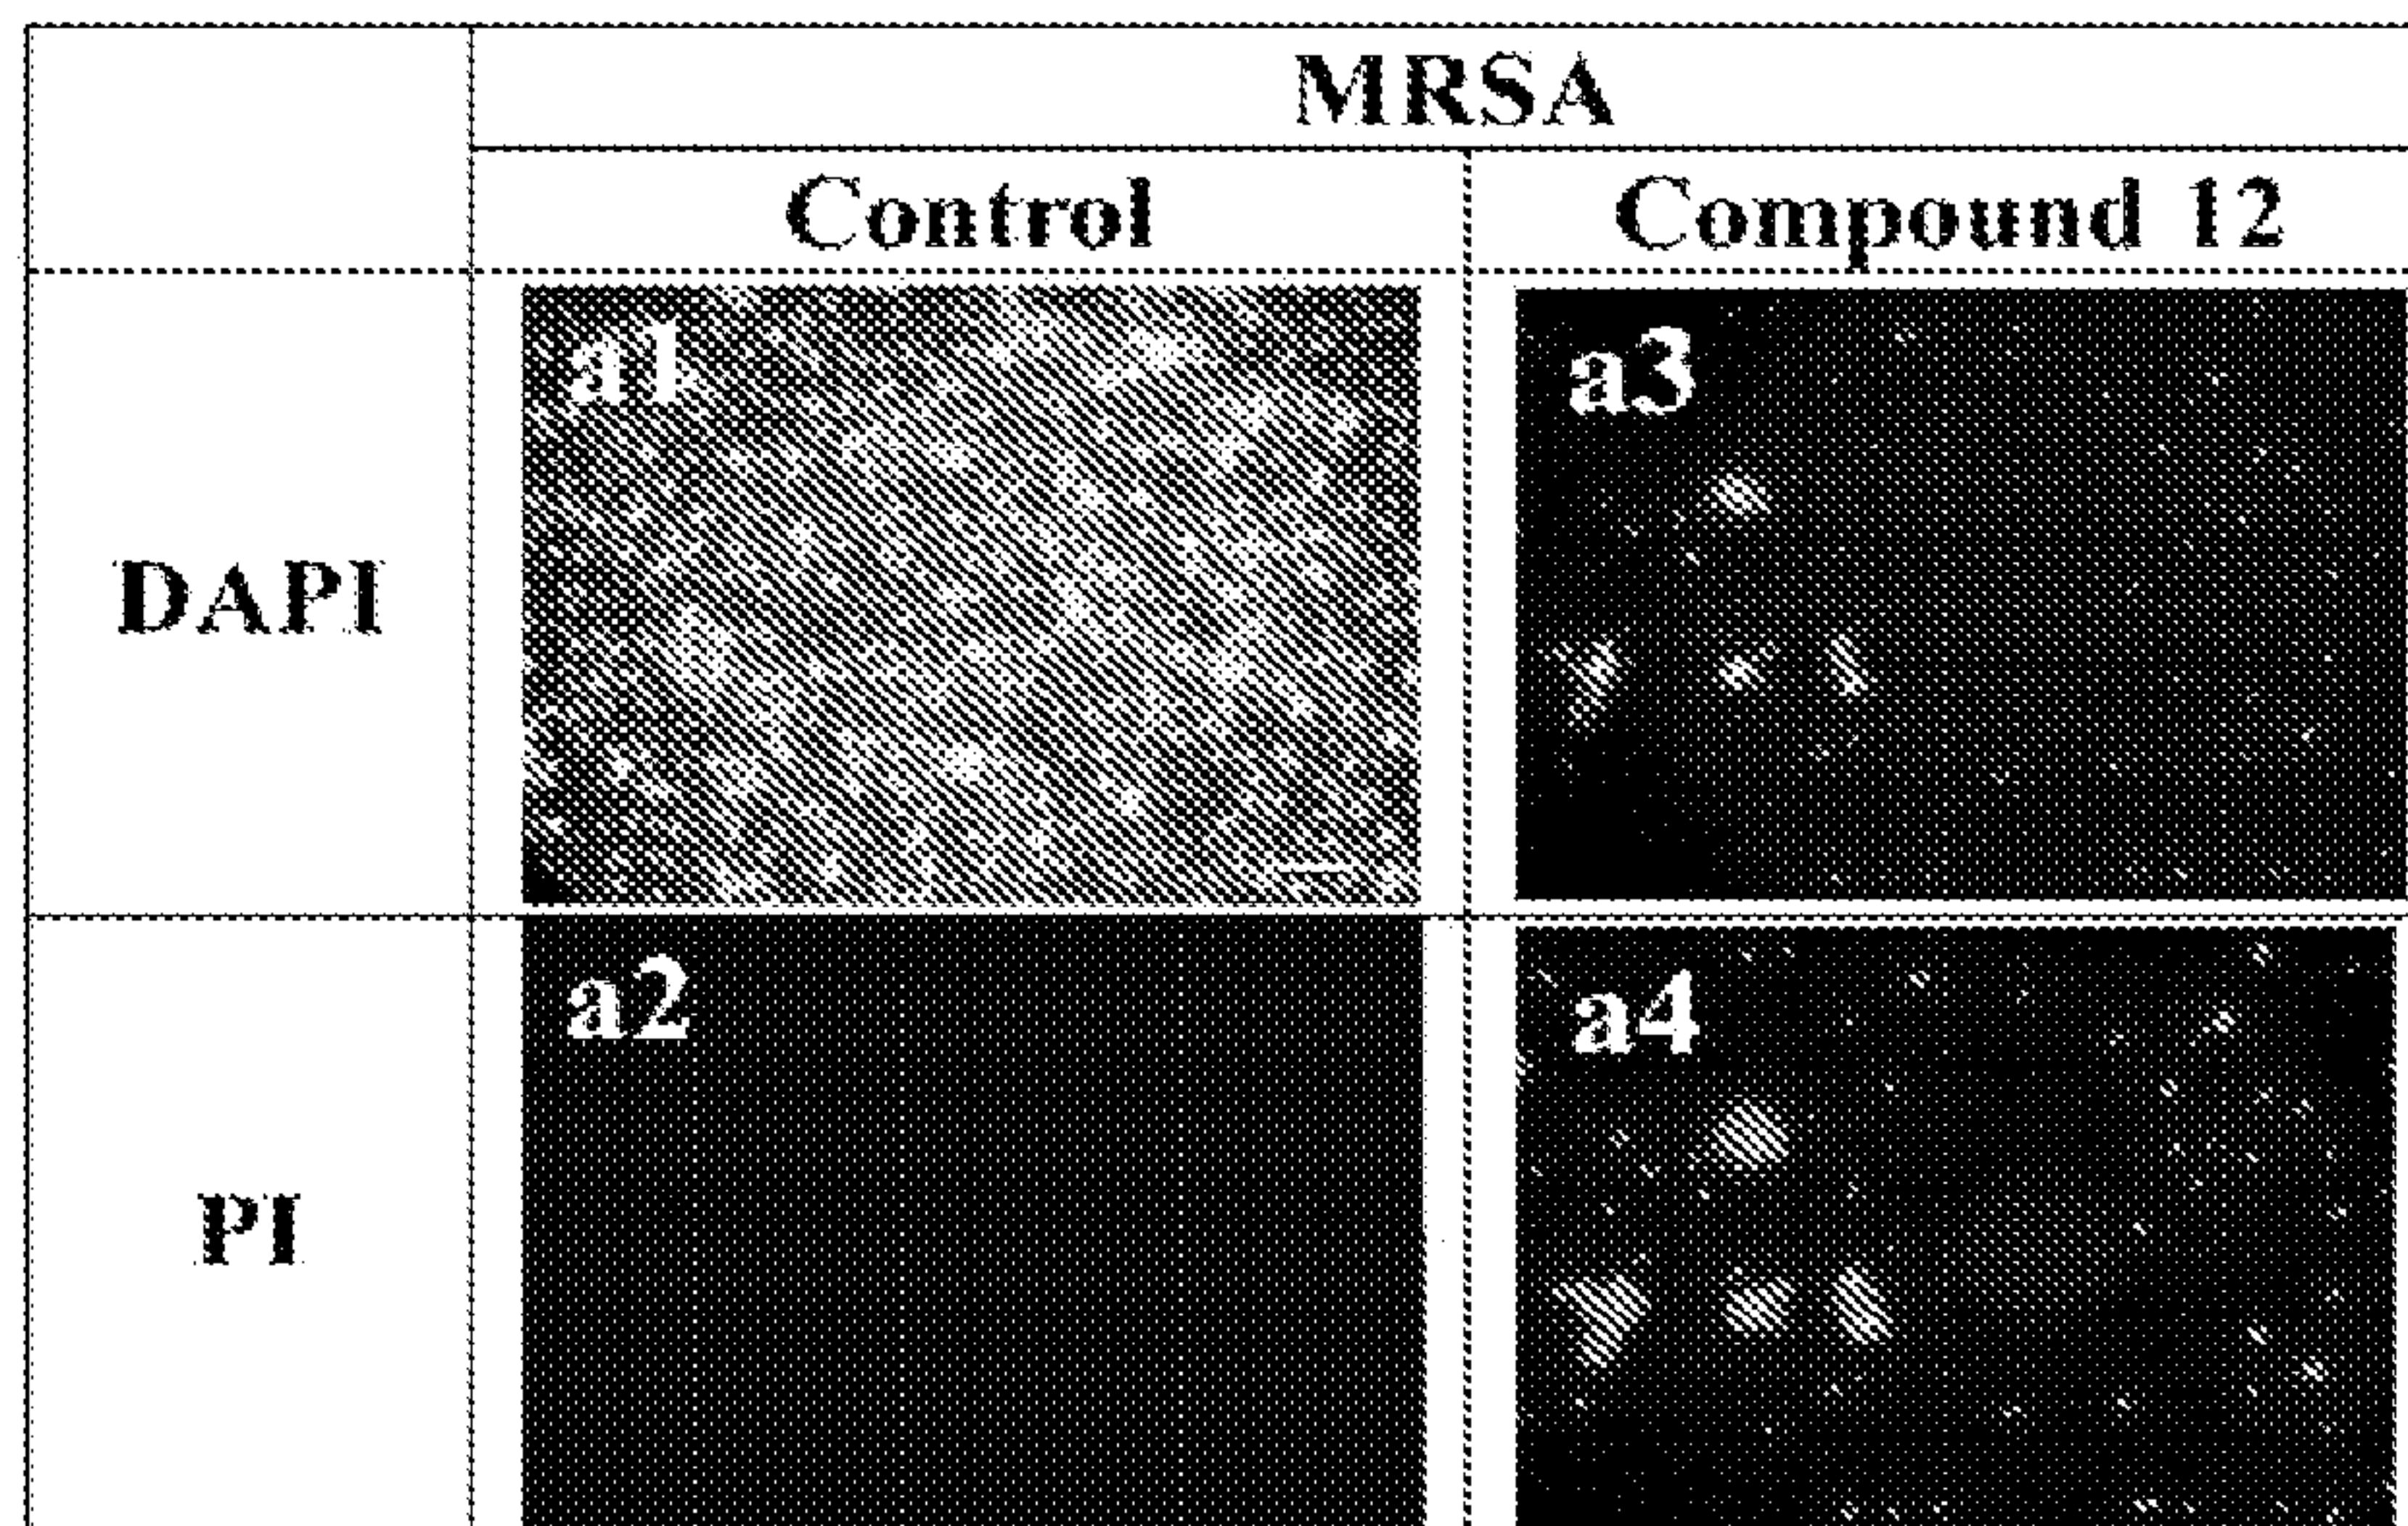 MRSA
Control Compound 12
DAPI
a1 a3
PI
a2 a4